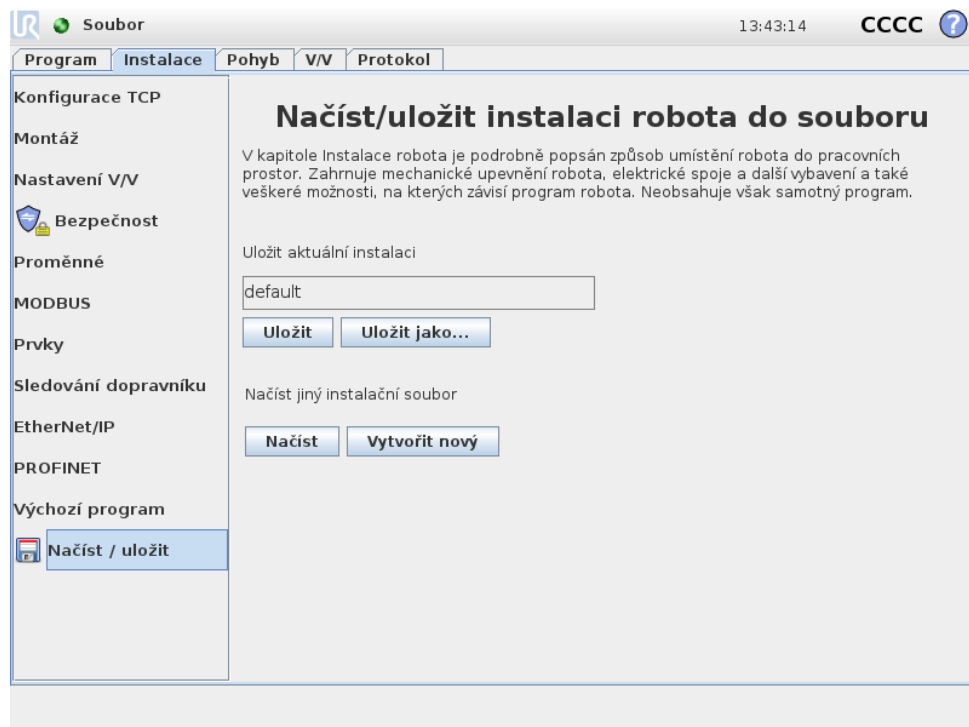 UR Soubor 13:43:14 CCCC ?
Program Instalace Pohyb V/V Protokol
Konfigurace TCP
Montáž
Nastavení V/V
Bezpečnost
Proměnné
MODBUS
Prvky
Sledování dopravníku
EtherNet/IP
PROFINET
Výchozí program
Načíst / uložit
Načíst/uložit instalaci robota do souboru
V kapitole Instalace robota je podrobně popsán způsob umístění robota do pracovních
prostor. Zahrnuje mechanické upevnění robota, elektrické spoje a další vybavení a také
veškeré možnosti, na kterých závisí program robota. Neobsahuje však samotný program.
Uložit aktuální instalaci
default
Uložit Uložit jako...
Načíst jiný instalační soubor
Načíst Vytvořit nový